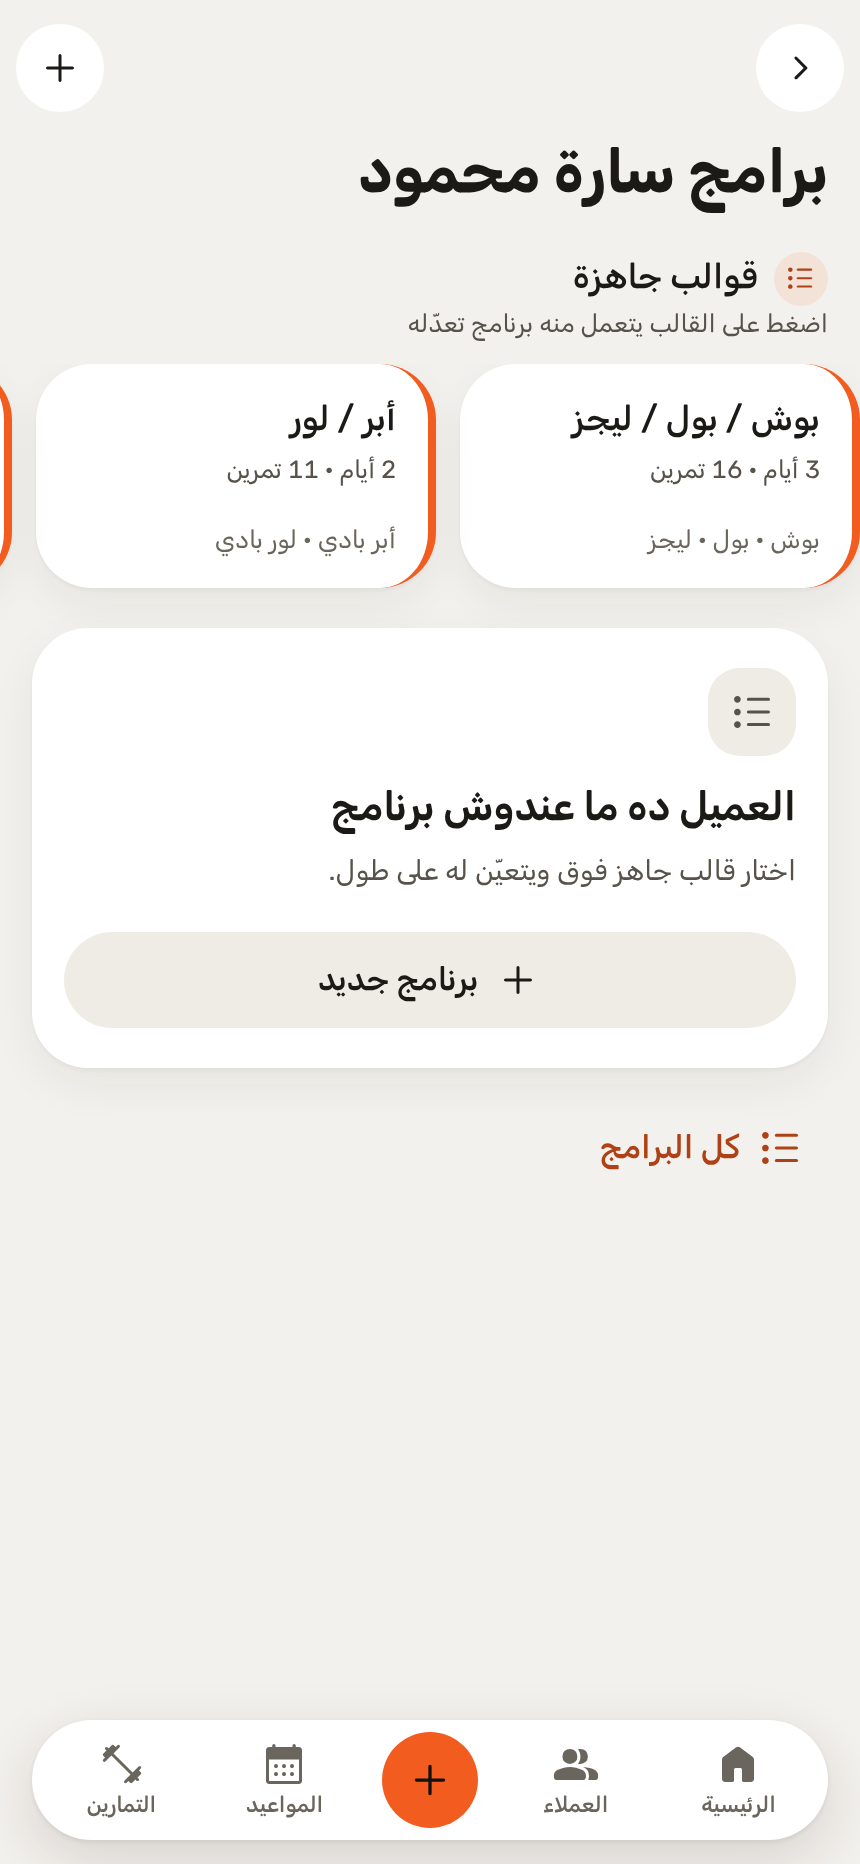 برامج سارة محمود
قوالب جاهزة
اضغط على القالب يتعمل منه برنامج تعدّله
بوش / بول / ليجز
3 أيام • 16 تمرين
بوش • بول • ليجز
أبر / لور
2 أيام • 11 تمرين
أبر بادي • لور بادي
العميل ده ما عندوش برنامج
اختار قالب جاهز فوق ويتعيّن له على طول.
برنامج جديد
كل البرامج
الرئيسية
العملاء
المواعيد
التمارين